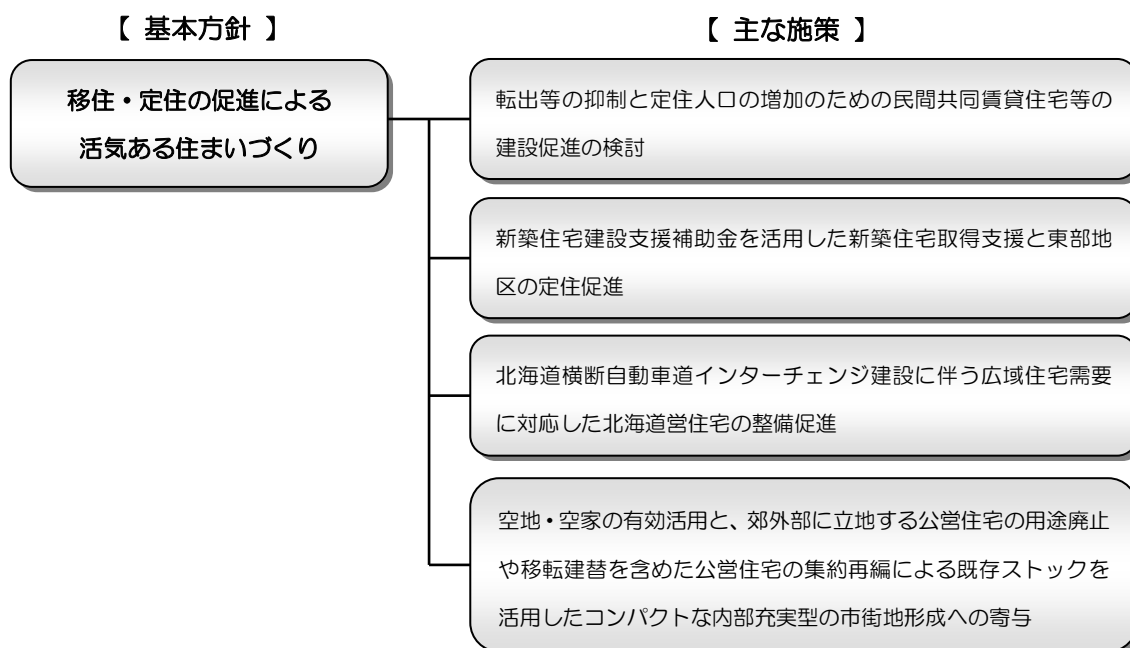 【 基本方針 】
【 主な施策 】
移住・定住の促進による
活気ある住まいづくり
転出等の抑制と定住人口の増加のための民間共同賃貸住宅等の
建設促進の検討
新築住宅建設支援補助金を活用した新築住宅取得支援と東部地
区の定住促進
北海道横断自動車道インターチェンジ建設に伴う広域住宅需要
に対応した北海道営住宅の整備促進
空地・空家の有効活用と、郊外部に立地する公営住宅の用途廃止
や移転建替を含めた公営住宅の集約再編による既存ストックを
活用したコンパクトな内部充実型の市街地形成への寄与